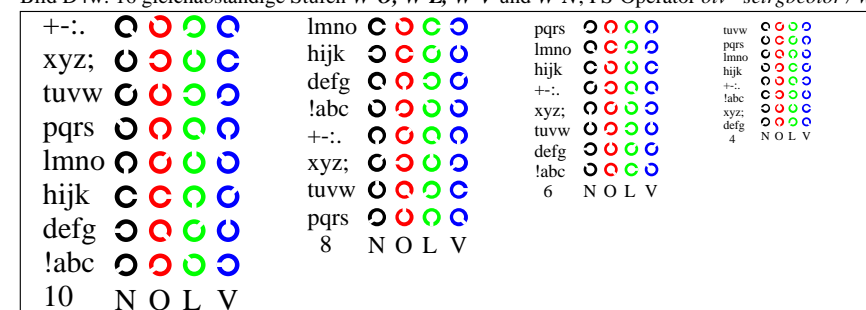 +-:.
xyz;
tuvw
pqrs
lmno
hijk
defg
!abc
10 N O L V
lmno
hijk
defg
!abc
+-:.
xyz;
tuvw
pqrs
8 N O L V
pqrs
lmno
hijk
+-:.
xyz;
tuvw
defg
!abc
6 N O L V
tuvw
pqrs
lmno
hijk
+-:.
!abc
xyz;
defg
4 N O L V